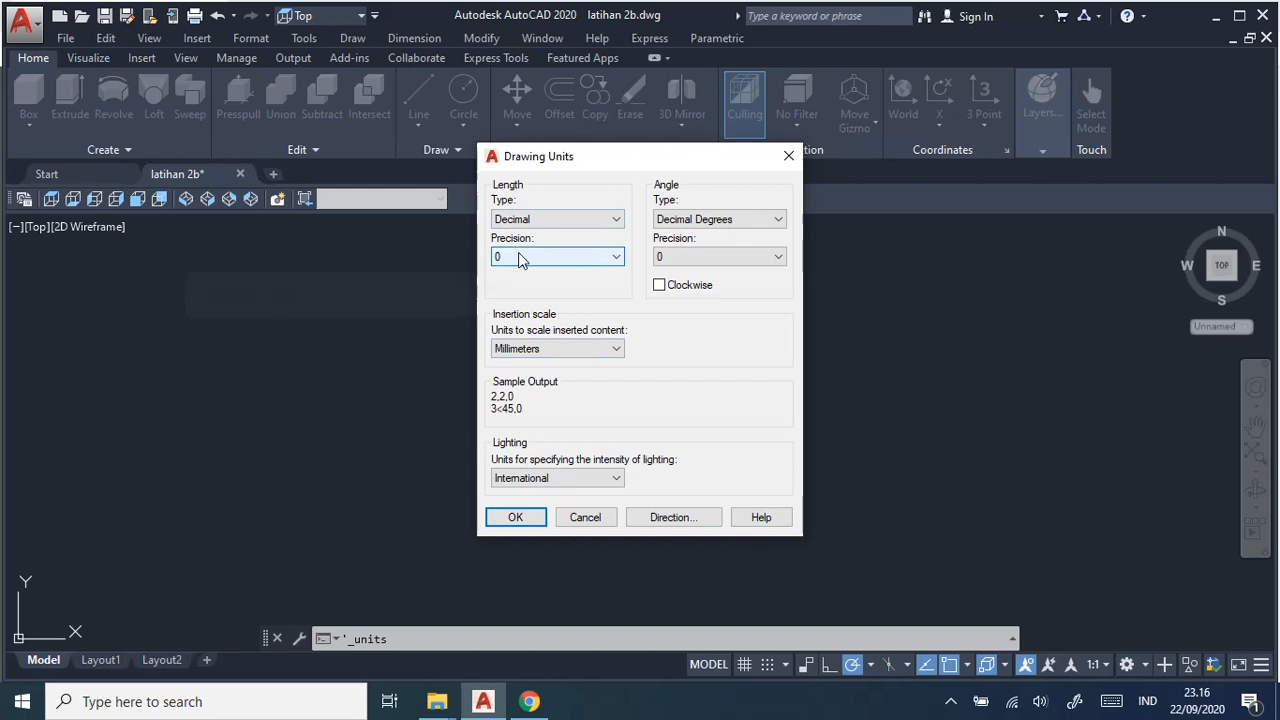 Top
Autodesk AutoCAD 2020 latihan 2b.dwg
Type a keyword or phrase
Sign In
File Edit View Insert Format Tools Draw Dimension Modify Window Help Express Parametric
Home Visualize Insert View Manage Output Add-ins Collaborate Express Tools Featured Apps
Box Extrude Revolve Loft Sweep Presspull Union Subtract Intersect Line Circle Move Offset Copy Erase 3D Mirror Culling No Filter Move Gizmo World X 3 Point Layers... Select Mode
Create Edit Draw Coordinates Touch
Start latihan 2b*
[−][Top][2D Wireframe]
Drawing Units
Length
Type:
Decimal
Precision:
0
Angle
Type:
Decimal Degrees
Precision:
0
Clockwise
Insertion scale
Units to scale inserted content:
Millimeters
Sample Output
2,2,0
3<45,0
Lighting
Units for specifying the intensity of lighting:
International
OK Cancel Direction... Help
N
W TOP E
S
Unnamed
Y
X
'_units
Model Layout1 Layout2 +
MODEL 1:1
Type here to search
IND
23.16
22/09/2020
1